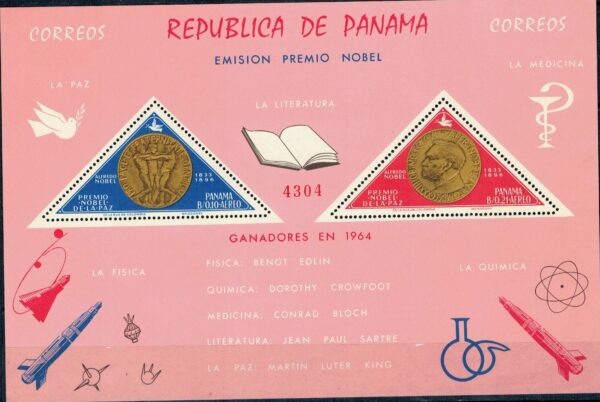 CORREOS
REPUBLICA DE PANAMA
CORREOS
EMISION PREMIO NOBEL
LA PAZ
LA MEDICINA
LA LITERATURA
ALFREDO NOBEL
1833
1896
PREMIO
-NOBEL-
DE-LA-PAZ
PANAMA
B/0.10-AEREO
4304
ALFREDO NOBEL
1833
1896
PREMIO
-NOBEL-
DE-LA-PAZ
PANAMA
B/0.21-AEREO
GANADORES EN 1964
LA FISICA
LA QUIMICA
FISICA: BENGT EDLIN
QUIMICA: DOROTHY CROWFOOT
MEDICINA: CONRAD BLOCH
LITERATURA: JEAN PAUL SARTRE
LA PAZ: MARTIN LUTER KING